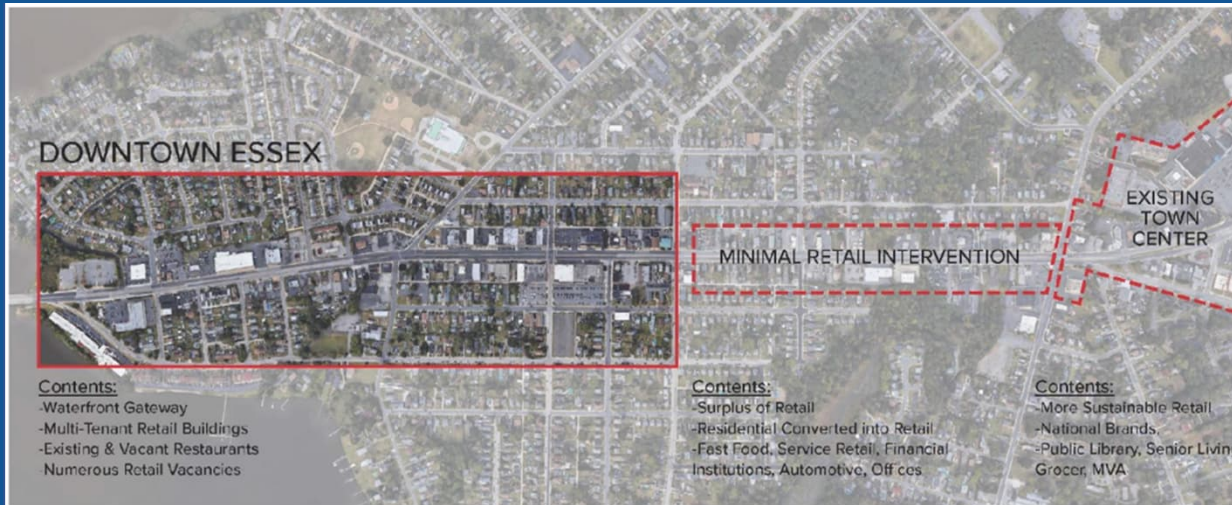 DOWNTOWN ESSEX
MINIMAL RETAIL INTERVENTION
EXISTING
TOWN
CENTER
Contents:
-Waterfront Gateway
-Multi-Tenant Retail Buildings
-Existing & Vacant Restaurants
-Numerous Retail Vacancies
Contents:
-Surplus of Retail
-Residential Converted into Retail
-Fast Food, Service Retail, Financial
Institutions, Automotive, Offices
Contents:
-More Sustainable Retail
-National Brands,
-Public Library, Senior Livin
Grocer, MVA